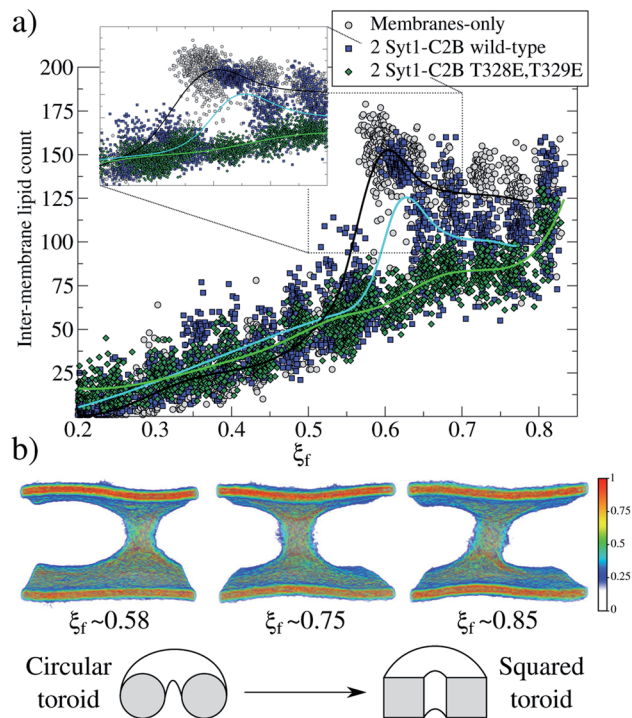 a)
Membranes-only
2 Syt1-C2B wild-type
2 Syt1-C2B T328E,T329E
Inter-membrane lipid count
200
175
150
125
100
75
50
25
0.2 0.3 0.4 0.5 0.6 0.7 0.8
ξf
b)
1
0.75
0.5
0.25
0
ξf ~0.58 ξf ~0.75 ξf ~0.85
Circular toroid
Squared toroid